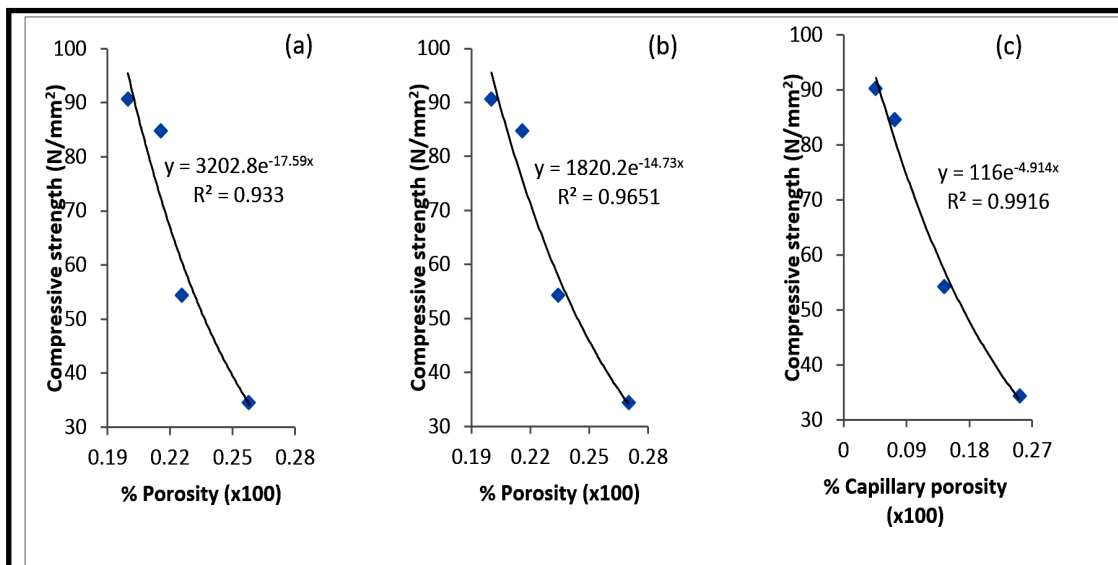 (a)
Compressive strength (N/mm²)
100
90
80
70
60
50
40
30
y = 3202.8e^-17.59x
R² = 0.933
0.19 0.22 0.25 0.28
% Porosity (x100)
(b)
Compressive strength (N/mm²)
100
90
80
70
60
50
40
30
y = 1820.2e^-14.73x
R² = 0.9651
0.19 0.22 0.25 0.28
% Porosity (x100)
(c)
Compressive strength (N/mm²)
100
90
80
70
60
50
40
30
y = 116e^-4.914x
R² = 0.9916
0 0.09 0.18 0.27
% Capillary porosity
(x100)